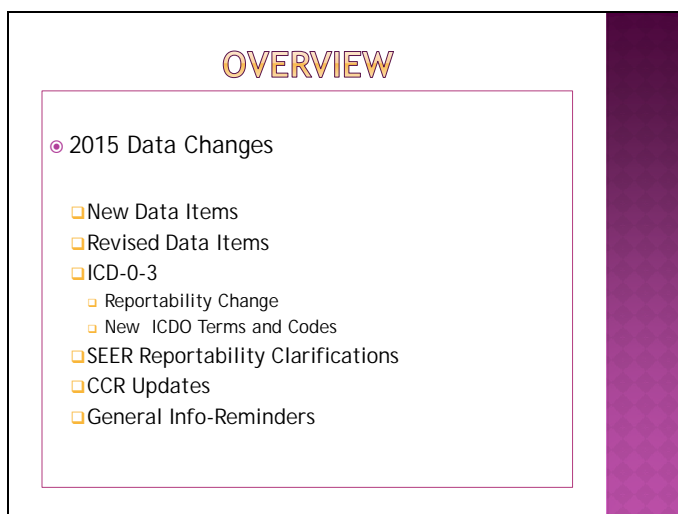 OVERVIEW
2015 Data Changes
New Data Items
Revised Data Items
ICD-0-3
Reportability Change
New ICDO Terms and Codes
SEER Reportability Clarifications
CCR Updates
General Info-Reminders